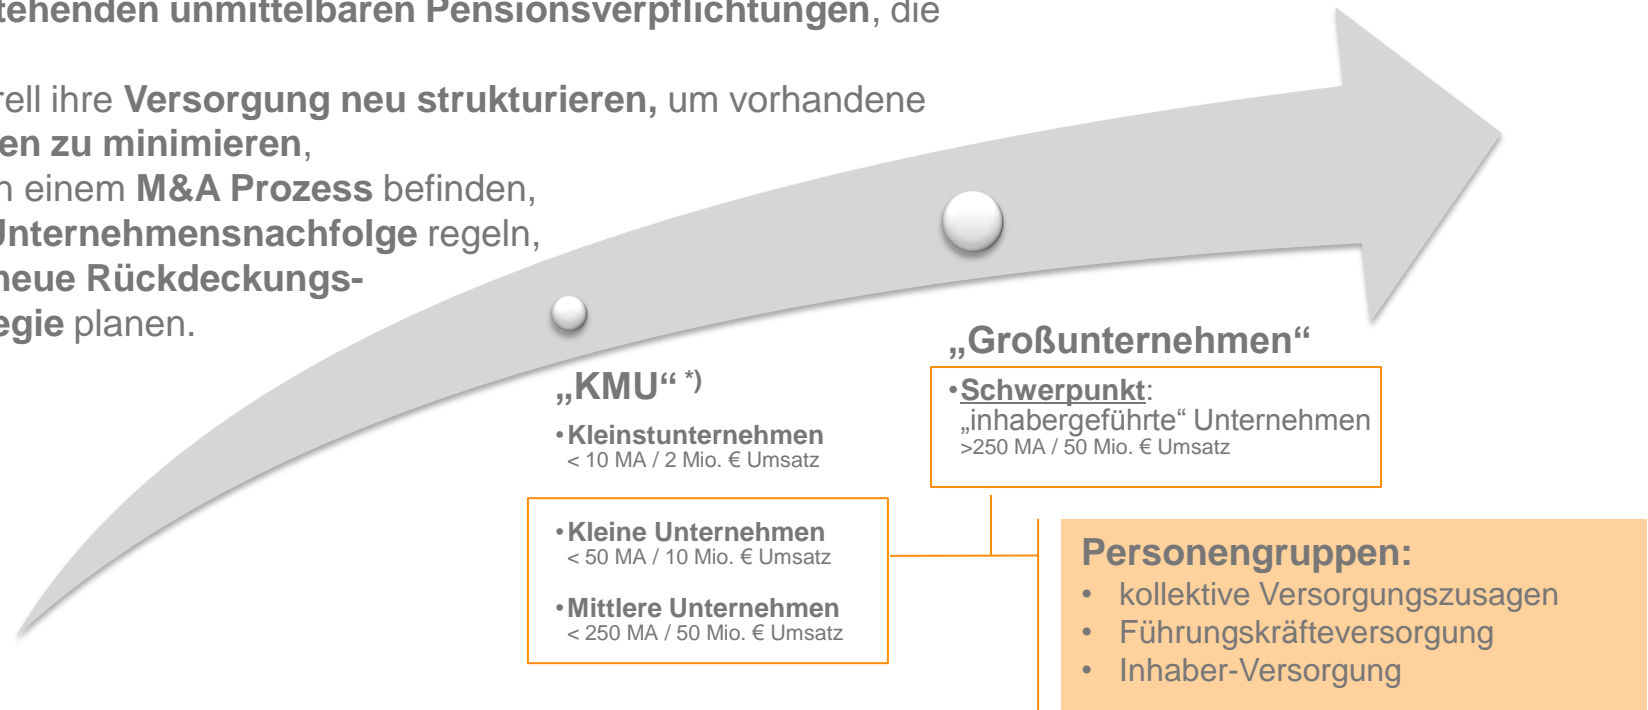 tehenden unmittelbaren Pensionsverpflichtungen, die
rell ihre Versorgung neu strukturieren, um vorhandene
en zu minimieren,
n einem M&A Prozess befinden,
Unternehmensnachfolge regeln,
neue Rückdeckungs-
egie planen.
„KMU“ *)
•Kleinstunternehmen
< 10 MA / 2 Mio. € Umsatz
•Kleine Unternehmen
< 50 MA / 10 Mio. € Umsatz
•Mittlere Unternehmen
< 250 MA / 50 Mio. € Umsatz
„Großunternehmen“
•Schwerpunkt:
„inhabergeführte“ Unternehmen
>250 MA / 50 Mio. € Umsatz
Personengruppen:
• kollektive Versorgungszusagen
• Führungskräfteversorgung
• Inhaber-Versorgung